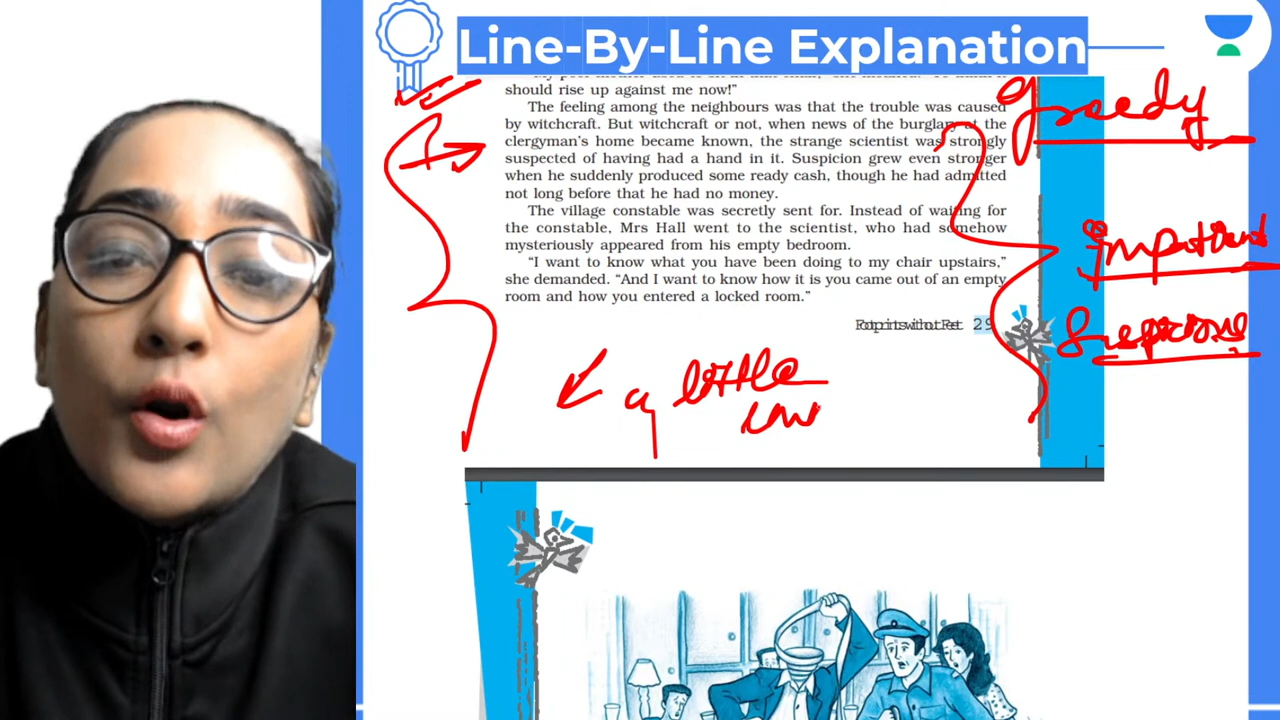 Line-By-Line Explanation
should rise up against me now!"
The feeling among the neighbours was that the trouble was caused
by witchcraft. But witchcraft or not, when news of the burglary at the
clergyman's home became known, the strange scientist was strongly
suspected of having had a hand in it. Suspicion grew even stronger
when he suddenly produced some ready cash, though he had admitted
not long before that he had no money.
The village constable was secretly sent for. Instead of waiting for
the constable, Mrs Hall went to the scientist, who had somehow
mysteriously appeared from his empty bedroom.
"I want to know what you have been doing to my chair upstairs,"
she demanded. "And I want to know how it is you came out of an empty
room and how you entered a locked room."
29
Greedy
little